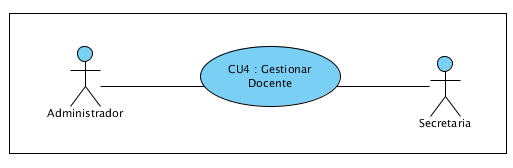 CU4 : Gestionar
Docente
Administrador
Secretaria